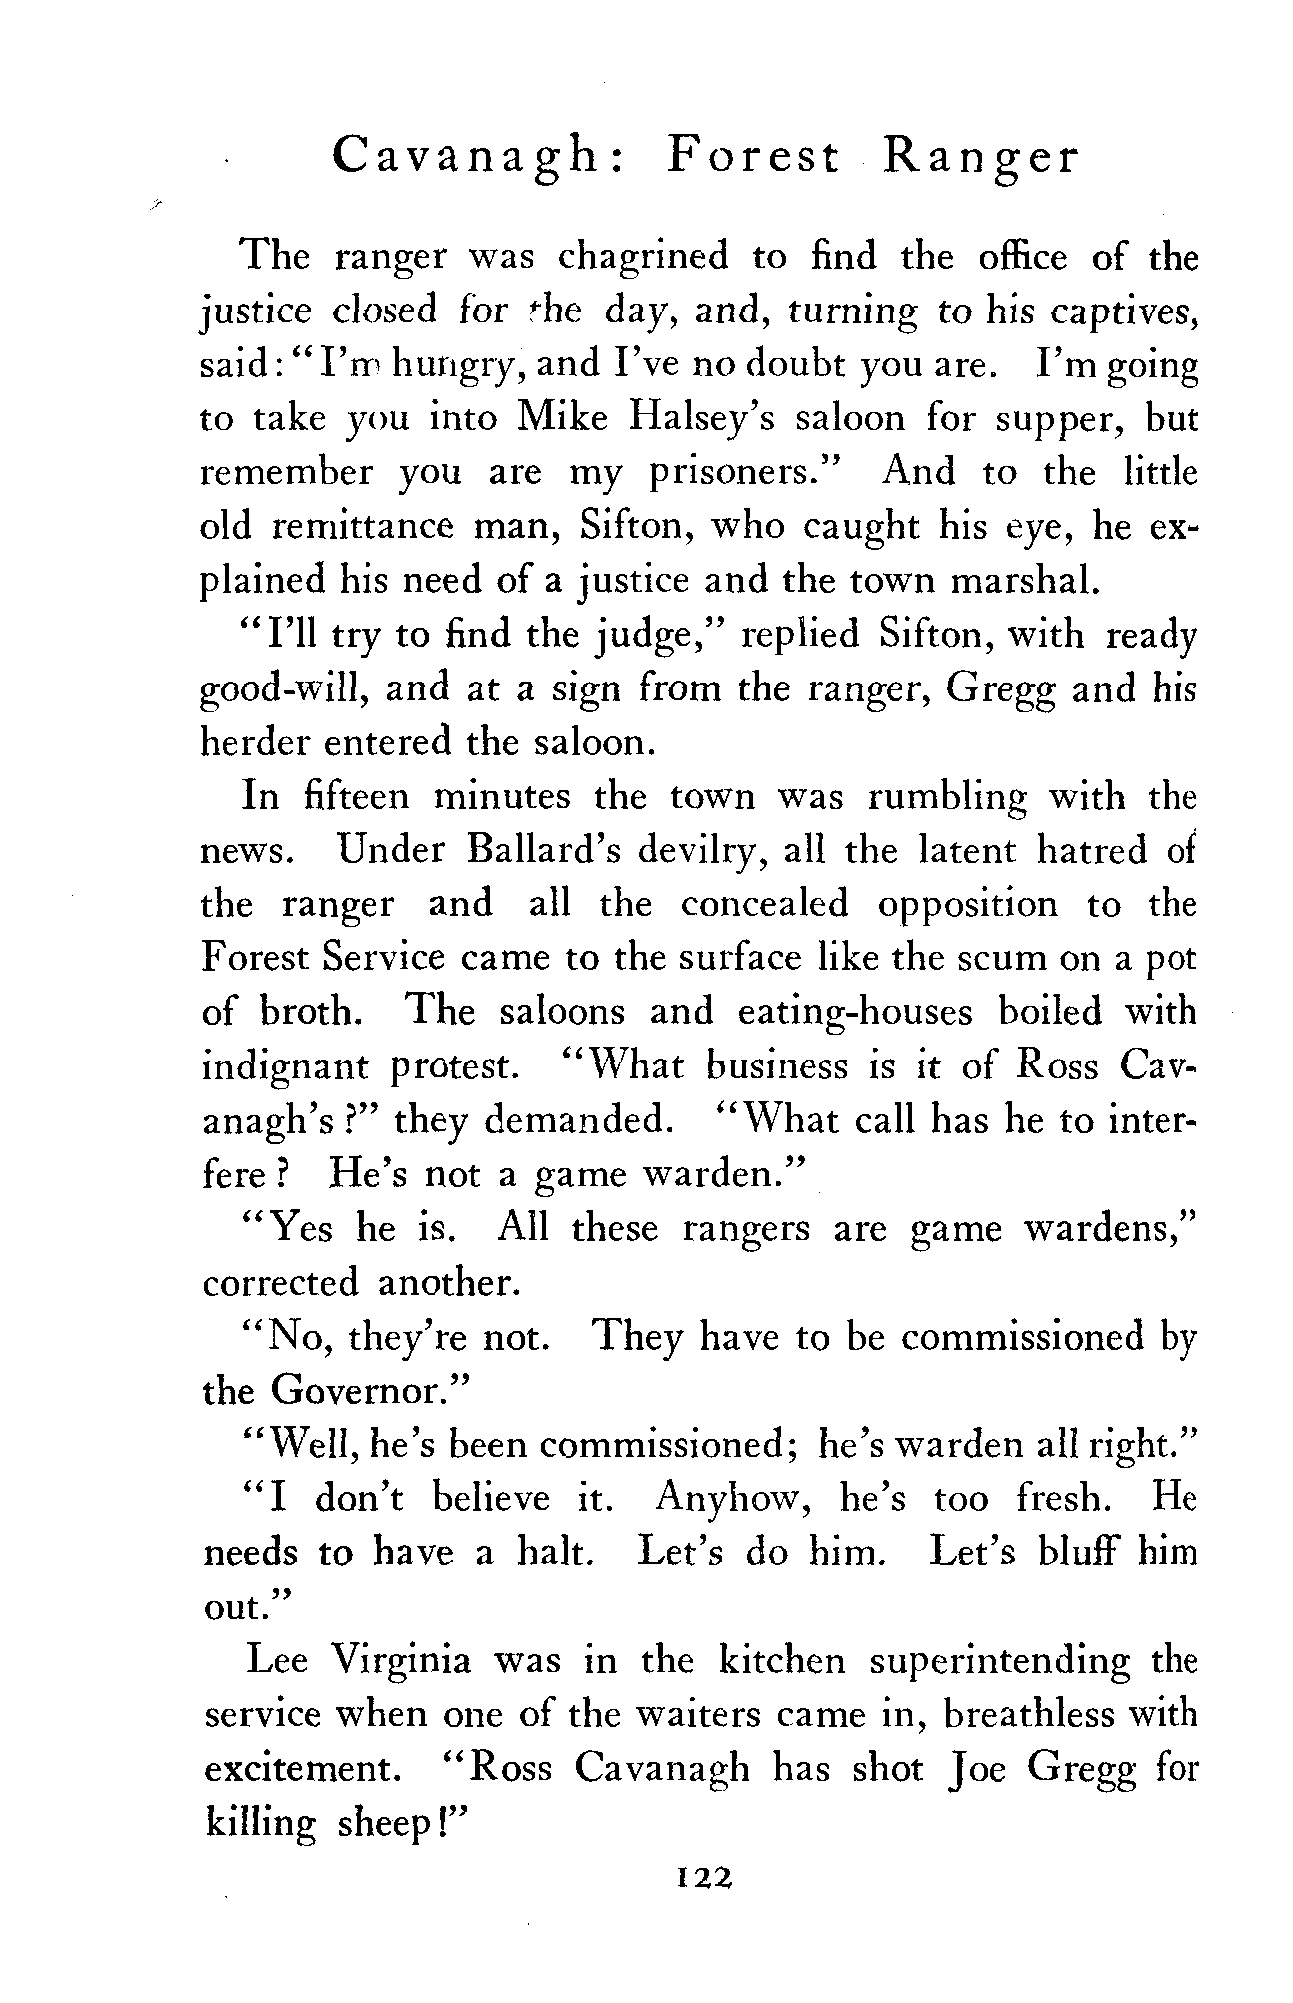 Cavanagh: Forest Ranger
The ranger was chagrined to find the office of the
justice closed for the day, and, turning to his captives,
said: "I'm hungry, and I've no doubt you are. I'm going
to take you into Mike Halsey's saloon for supper, but
remember you are my prisoners." And to the little
old remittance man, Sifton, who caught his eye, he ex-
plained his need of a justice and the town marshal.
"I'll try to find the judge," replied Sifton, with ready
good-will, and at a sign from the ranger, Gregg and his
herder entered the saloon.
In fifteen minutes the town was rumbling with the
news. Under Ballard's devilry, all the latent hatred of
the ranger and all the concealed opposition to the
Forest Service came to the surface like the scum on a pot
of broth. The saloons and eating-houses boiled with
indignant protest. "What business is it of Ross Cav-
anagh's?" they demanded. "What call has he to inter-
fere? He's not a game warden."
"Yes he is. All these rangers are game wardens,"
corrected another.
"No, they're not. They have to be commissioned by
the Governor."
"Well, he's been commissioned; he's warden all right."
"I don't believe it. Anyhow, he's too fresh. He
needs to have a halt. Let's do him. Let's bluff him
out."
Lee Virginia was in the kitchen superintending the
service when one of the waiters came in, breathless with
excitement. "Ross Cavanagh has shot Joe Gregg for
killing sheep!"
122